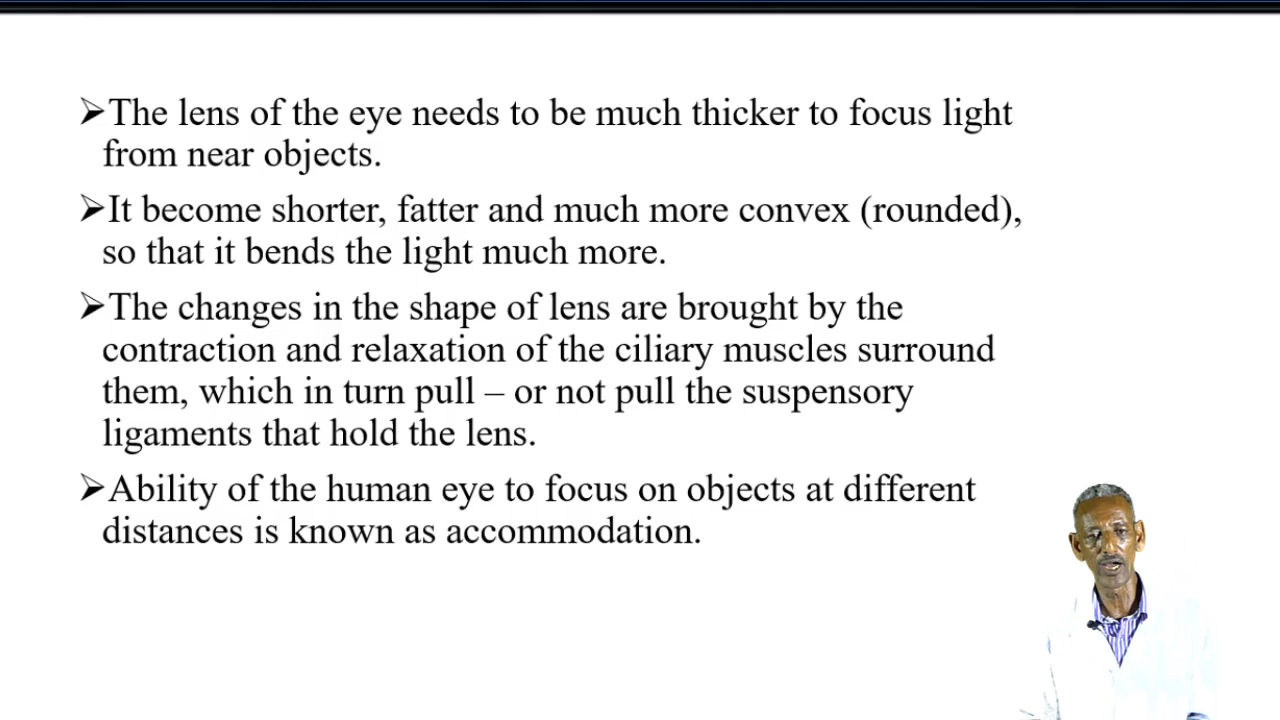 ➢The lens of the eye needs to be much thicker to focus light
from near objects.
➢It become shorter, fatter and much more convex (rounded),
so that it bends the light much more.
➢The changes in the shape of lens are brought by the
contraction and relaxation of the ciliary muscles surround
them, which in turn pull – or not pull the suspensory
ligaments that hold the lens.
➢Ability of the human eye to focus on objects at different
distances is known as accommodation.